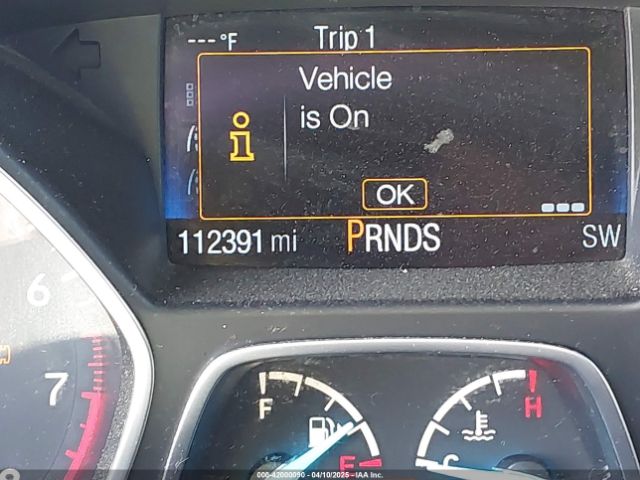 ---°F Trip 1
Vehicle
is On
i
OK
112391 mi PRNDS SW
6
7
8
F
E
H
C
000-42000090 - 04/10/2025 - IAA Inc.